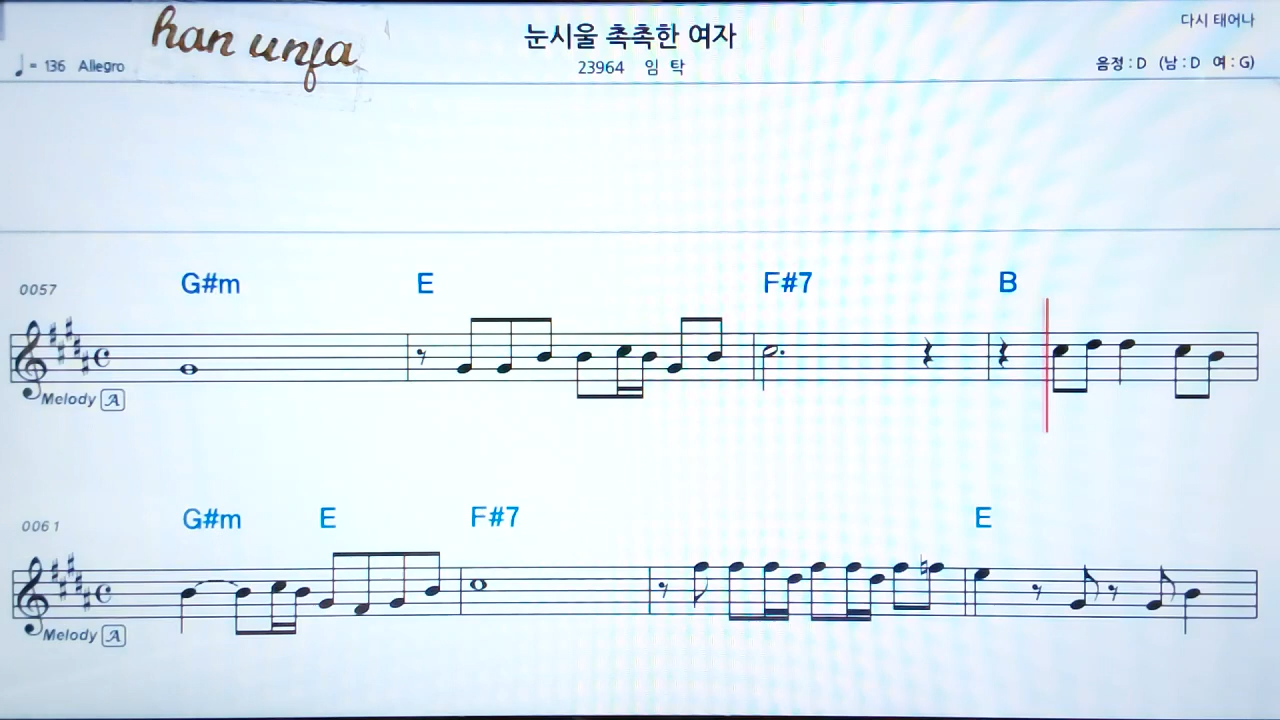 han unfa
눈시울 촉촉한 여자
다시 태어나
♩= 136 Allegro
23964 임 탁
음정 : D (남 : D 여 : G)
0057 G#m E F#7 B
Melody A
0061 G#m E F#7 E
Melody A